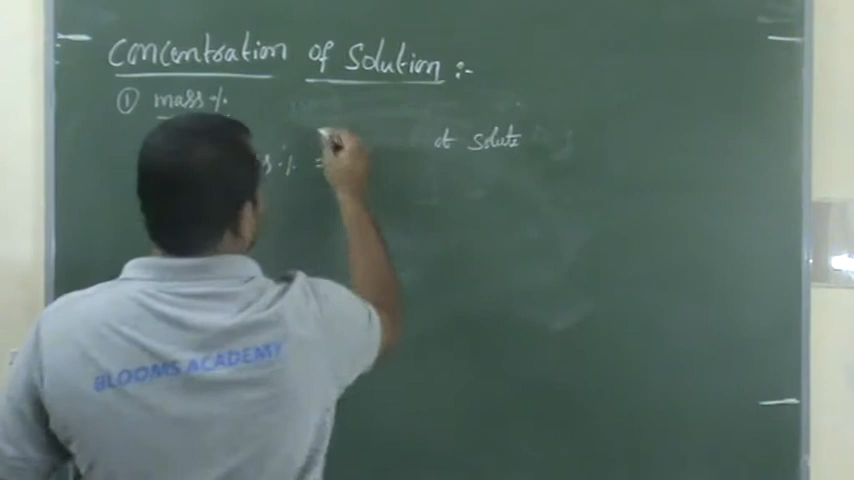 Concentration of Solution :-
① mass %
s % =
of solute
BLOOMS ACADEMY